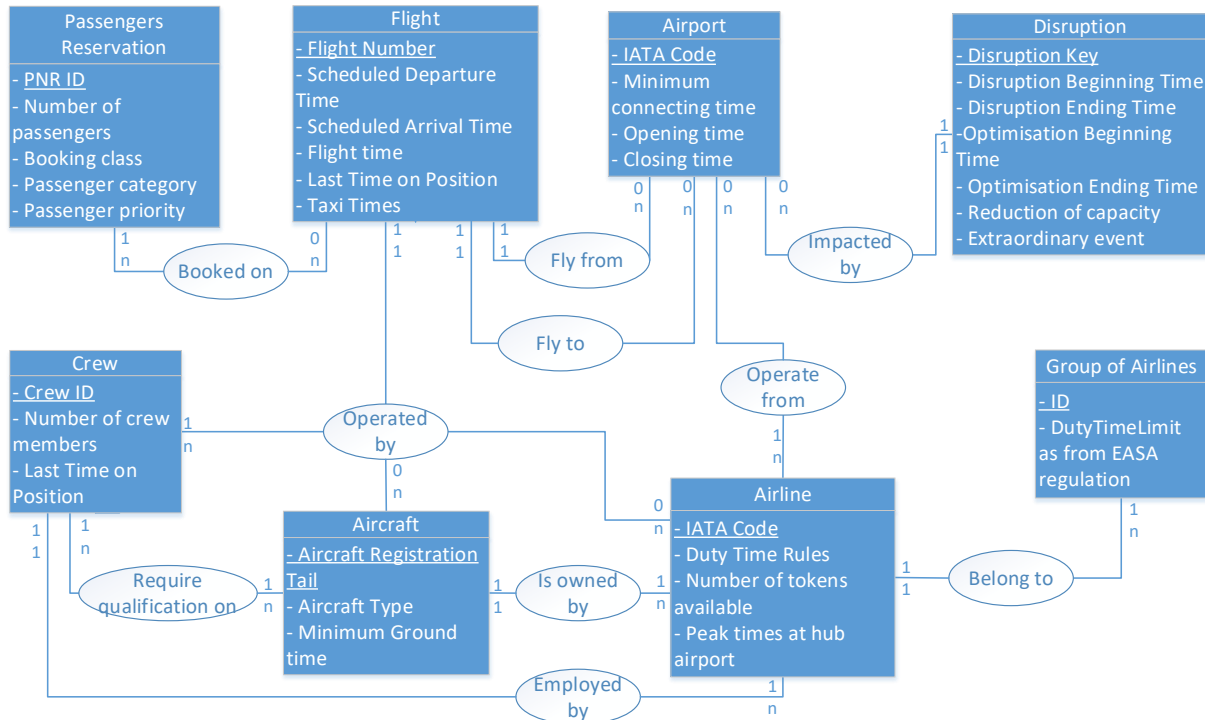 Passengers
Reservation
- PNR ID
- Number of
passengers
- Booking class
- Passenger category
- Passenger priority
Flight
- Flight Number
- Scheduled Departure
Time
- Scheduled Arrival Time
- Flight time
- Last Time on Position
- Taxi Times
Airport
- IATA Code
- Minimum
connecting time
- Opening time
- Closing time
Disruption
- Disruption Key
- Disruption Beginning Time
- Disruption Ending Time
-Optimisation Beginning
Time
- Optimisation Ending Time
- Reduction of capacity
- Extraordinary event
1
n
Booked on
0
n
1
1
1
1
1
1
Fly from
0
n
0
n
0
n
0
n
Impacted
by
1
1
Fly to
Operate
from
1
n
Crew
- Crew ID
- Number of crew
members
- Last Time on
Position
1
n
Operated
by
0
n
0
n
Group of Airlines
- ID
- DutyTimeLimit
as from EASA
regulation
1
n
Aircraft
- Aircraft Registration
Tail
- Aircraft Type
- Minimum Ground
time
Airline
- IATA Code
- Duty Time Rules
- Number of tokens
available
- Peak times at hub
airport
1
1
1
n
Require
qualification on
1
n
1
1
Is owned
by
1
n
1
1
Belong to
Employed
by
1
n